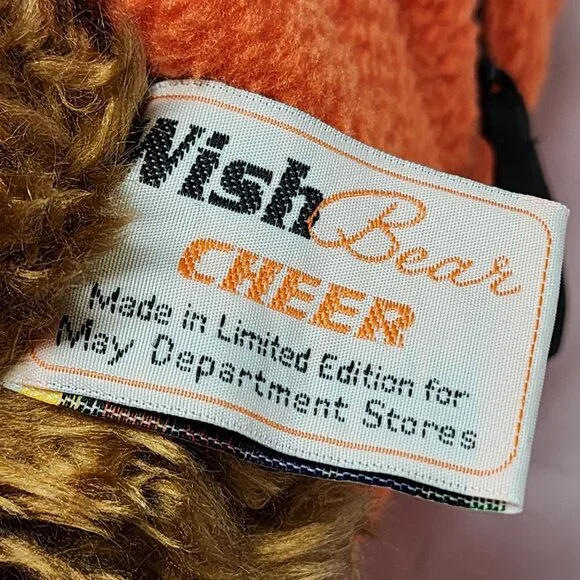 Wish Bear
CHEER
Made in Limited Edition for
May Department Stores